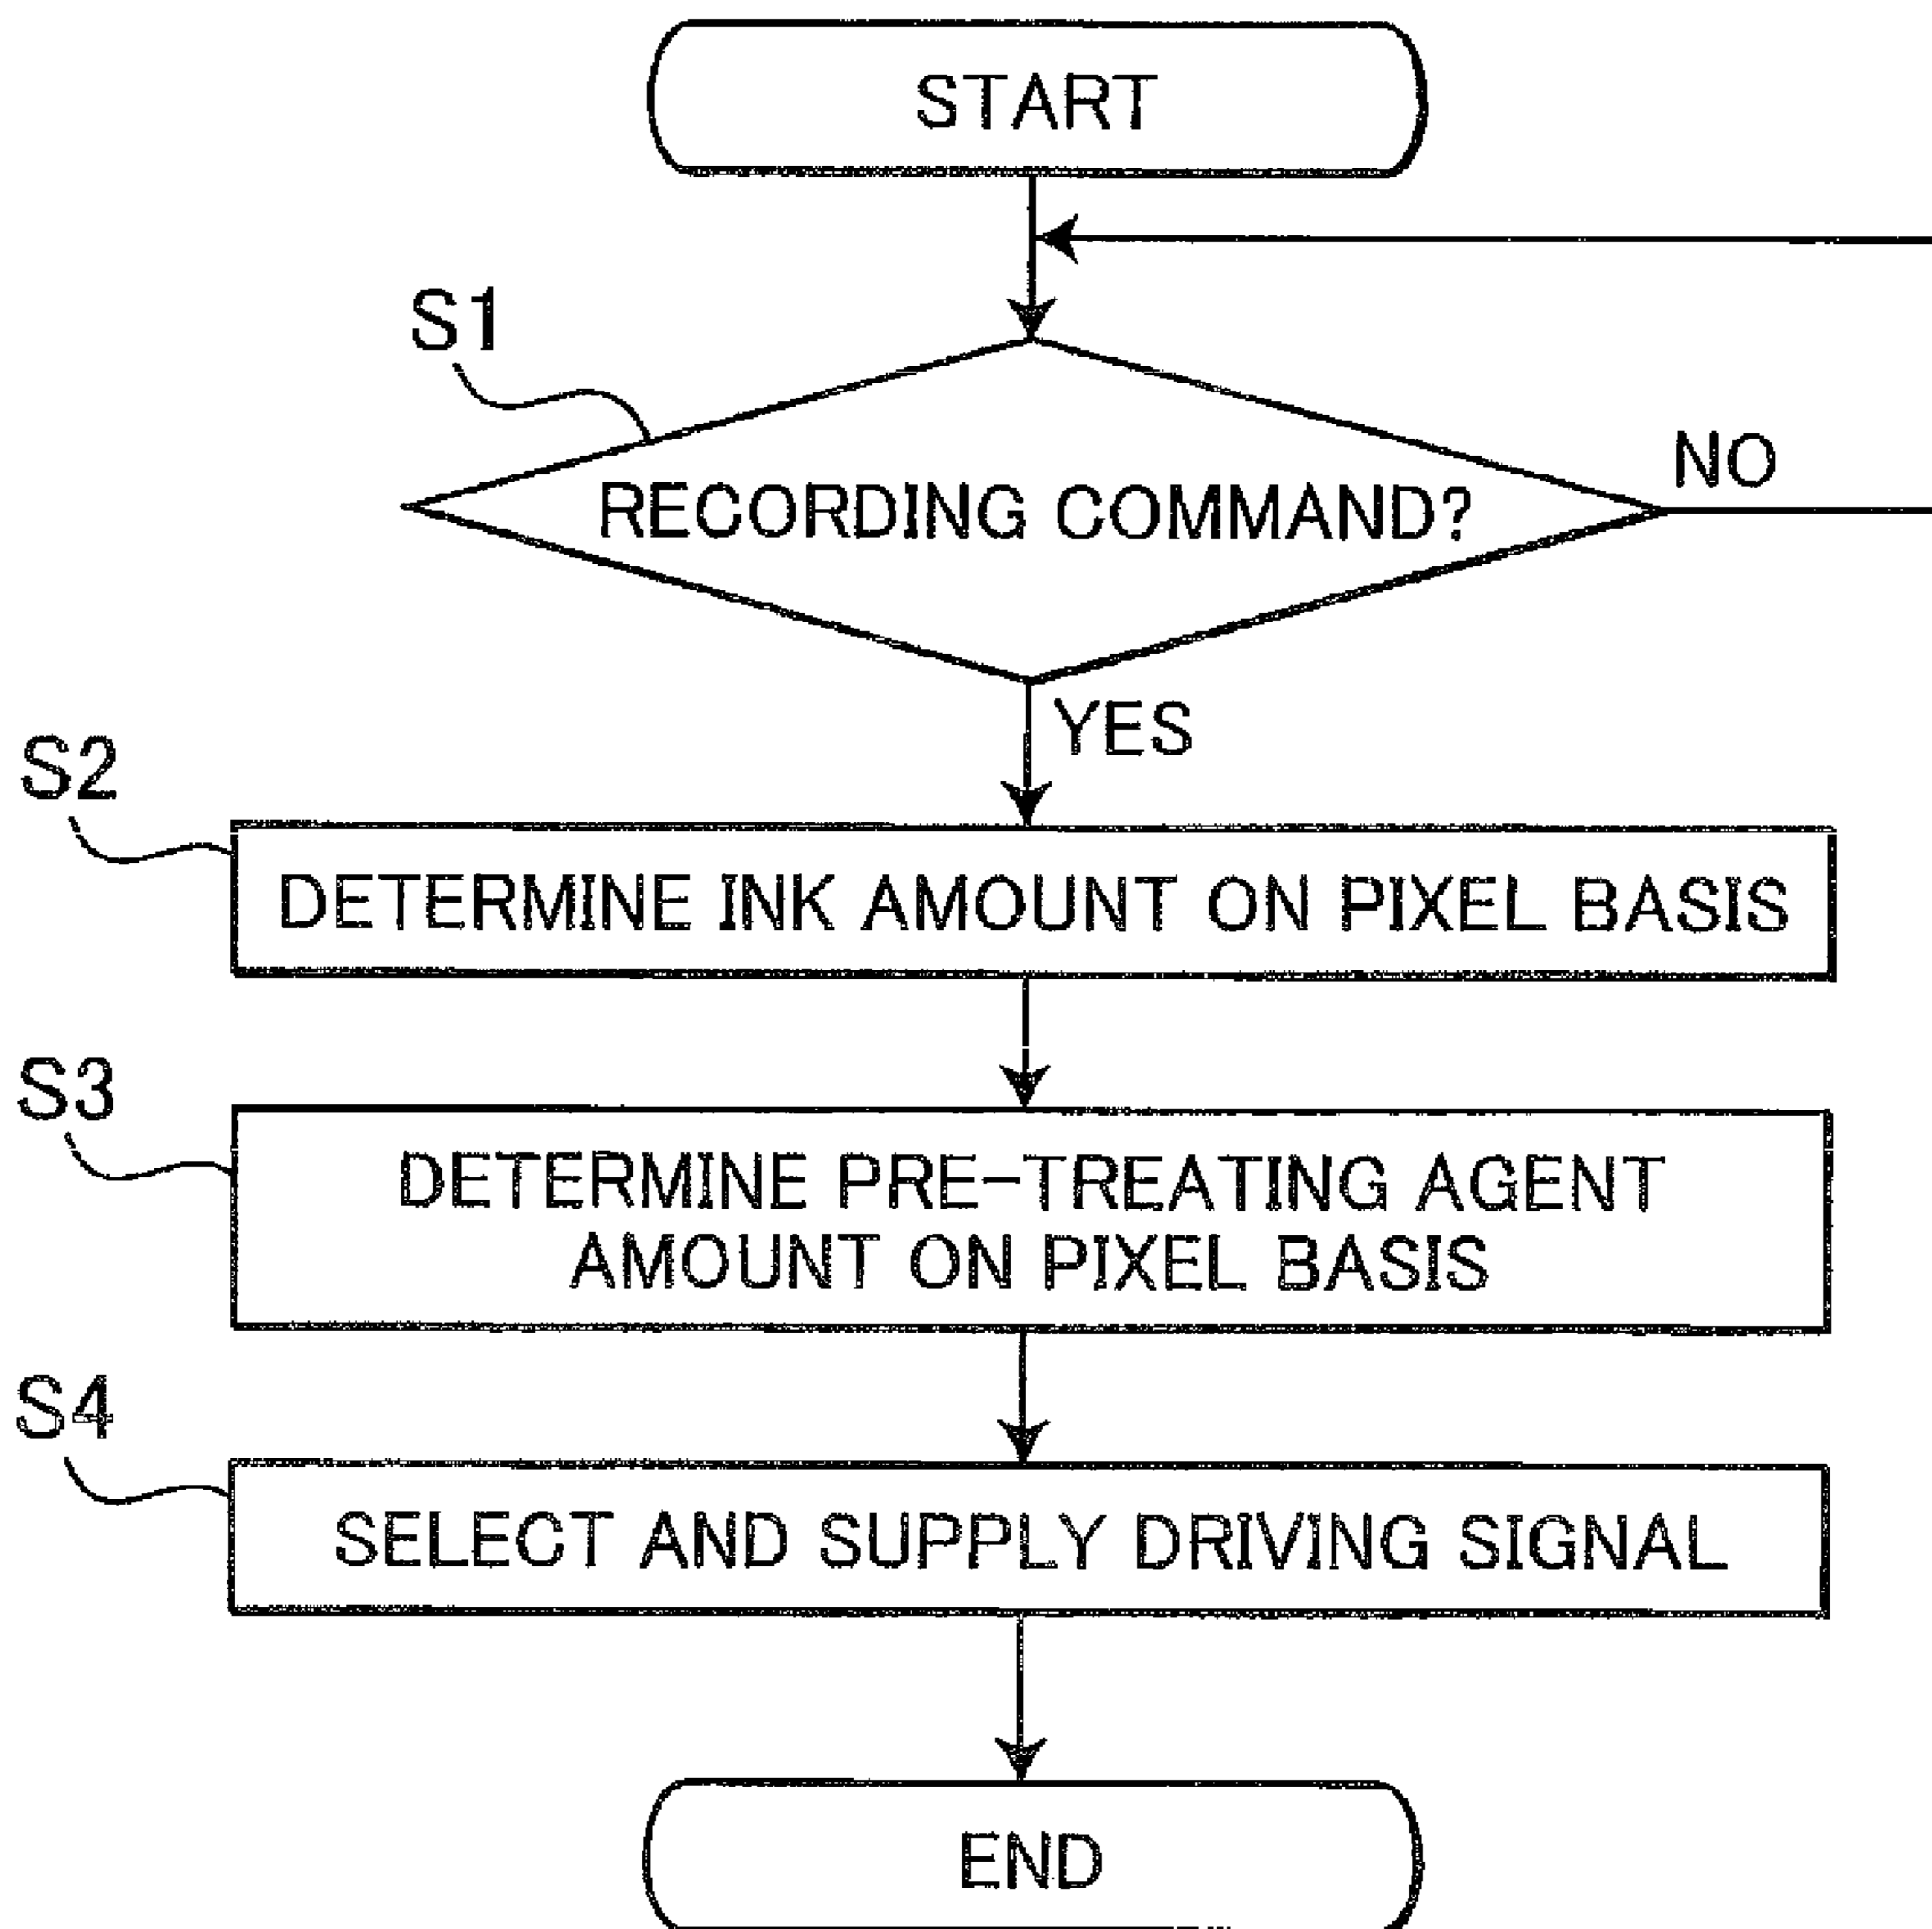 START
S1
RECORDING COMMAND?
NO
YES
S2
DETERMINE INK AMOUNT ON PIXEL BASIS
S3
DETERMINE PRE-TREATING AGENT
AMOUNT ON PIXEL BASIS
S4
SELECT AND SUPPLY DRIVING SIGNAL
END